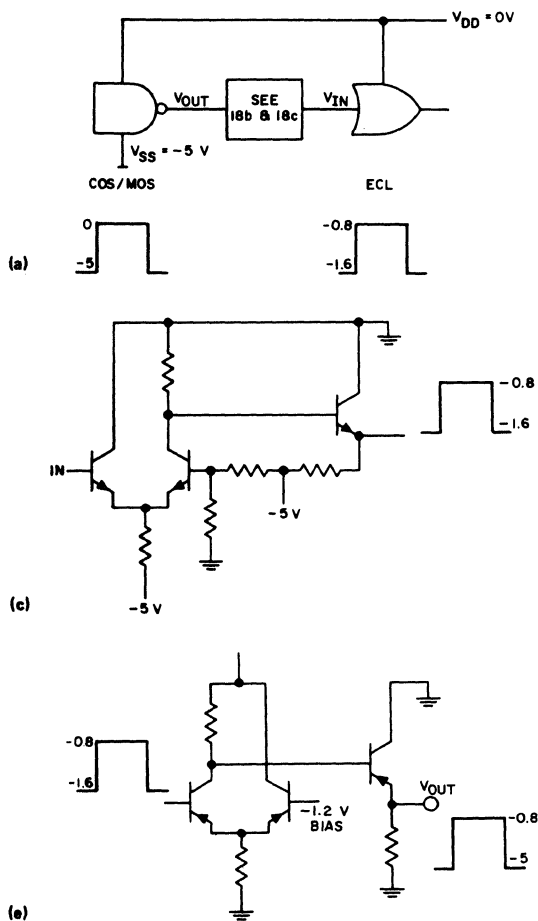 V_DD = 0V
V_OUT
SEE
18b & 18c
V_IN
V_SS = -5 V
COS/MOS
ECL
0
-5
-0.8
-1.6
(a)
-0.8
-1.6
IN
-5 V
-5 V
(c)
-0.8
-1.6
-1.2 V
BIAS
V_OUT
-0.8
-5
(e)